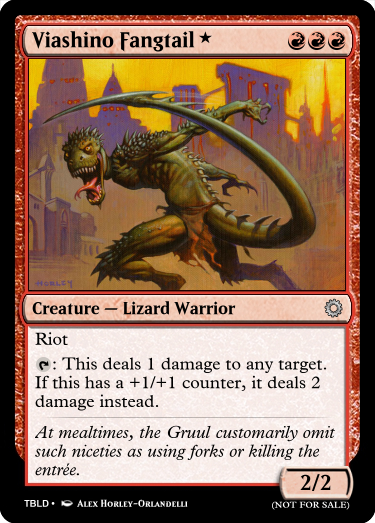 Viashino Fangtail ★
HORLEY
Creature — Lizard Warrior
Riot
: This deals 1 damage to any target.
If this has a +1/+1 counter, it deals 2
damage instead.
At mealtimes, the Gruul customarily omit
such niceties as using forks or killing the
entrée.
2/2
TBLD • Alex Horley-Orlandelli
(NOT FOR SALE)